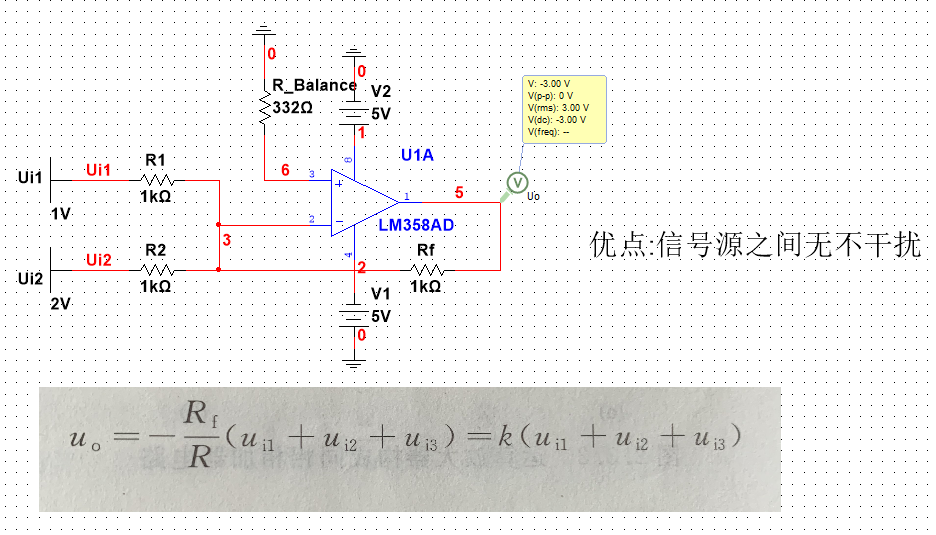 0
0
R_Balance
332Ω
V2
5V
1
V: -3.00 V
V(p-p): 0 V
V(rms): 3.00 V
V(dc): -3.00 V
V(freq): --
8
U1A
6
3
+
V
Uo
Ui1
Ui1
R1
1kΩ
1V
1
5
2
−
LM358AD
3
优点:信号源之间无不干扰
Ui2
Ui2
R2
1kΩ
2V
4
2
Rf
1kΩ
V1
5V
0
u_o = -\frac{R_f}{R}(u_{i1} + u_{i2} + u_{i3}) = k(u_{i1} + u_{i2} + u_{i3})